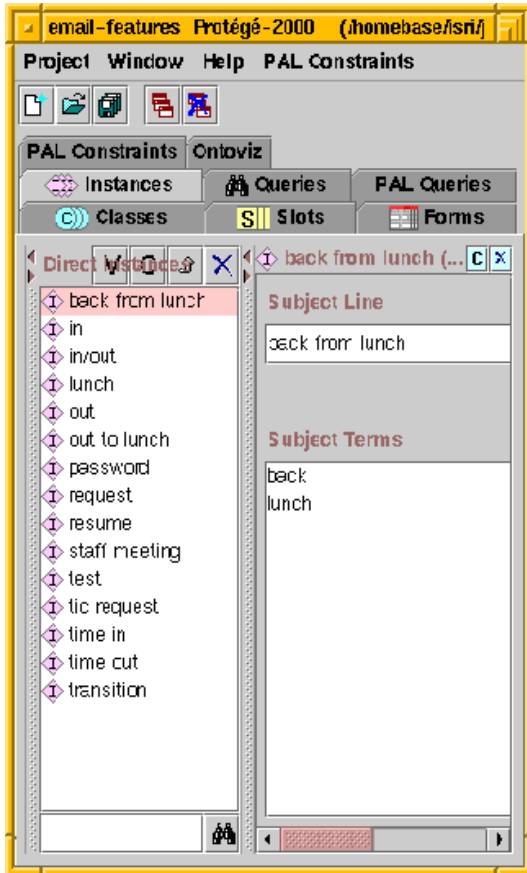 email-features Protégé-2000 (/homebase/isri/
Project Window Help PAL Constraints
PAL Constraints Ontoviz
Instances Queries PAL Queries
Classes Slots Forms
Direct Instances V C X
back from lunch (... C X
back from lunch
in
in/out
lunch
out
out to lunch
password
request
resume
staff meeting
test
tic request
time in
time out
transition
Subject Line
back from lunch
Subject Terms
back
lunch